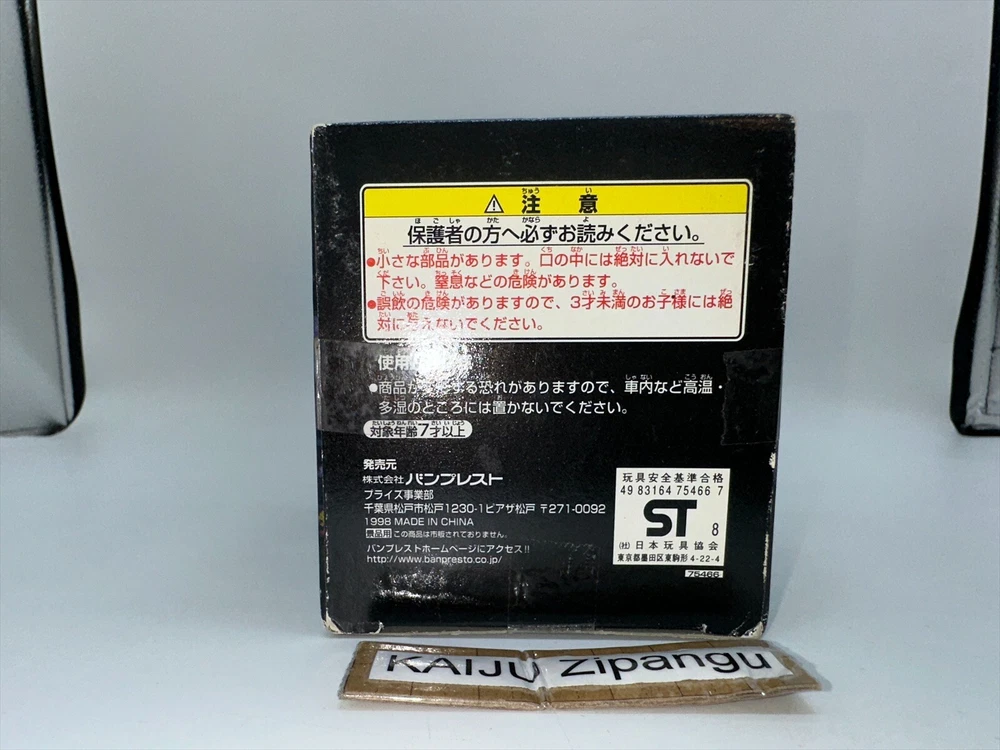 ⚠ 注意
保護者の方へ必ずお読みください。
●小さな部品があります。口の中には絶対に入れないで
下さい。窒息などの危険があります。
●誤飲の危険がありますので、3才未満のお子様には絶
対に与えないでください。
使用
●商品が変形する恐れがありますので、車内など高温・
多湿のところには置かないでください。
対象年齢7才以上
発売元
株式会社 バンプレスト
プライズ事業部
千葉県松戸市松戸1230-1ピアザ松戸 〒271-0092
1998 MADE IN CHINA
景品用 この商品は市販されておりません。
バンプレストホームページにアクセス!!
http://www.banpresto.co.jp/
玩具安全基準合格
49 83164 75466 7
ST 8
(社)日本玩具協会
東京都墨田区東駒形4-22-4
75466
KAIJU zipangu